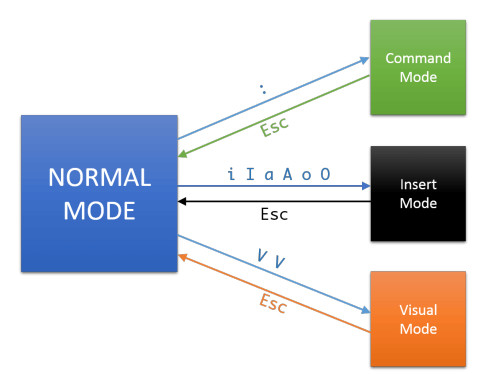 NORMAL
MODE
:
Esc
Command
Mode
i I a A o O
Esc
Insert
Mode
V V
Esc
Visual
Mode